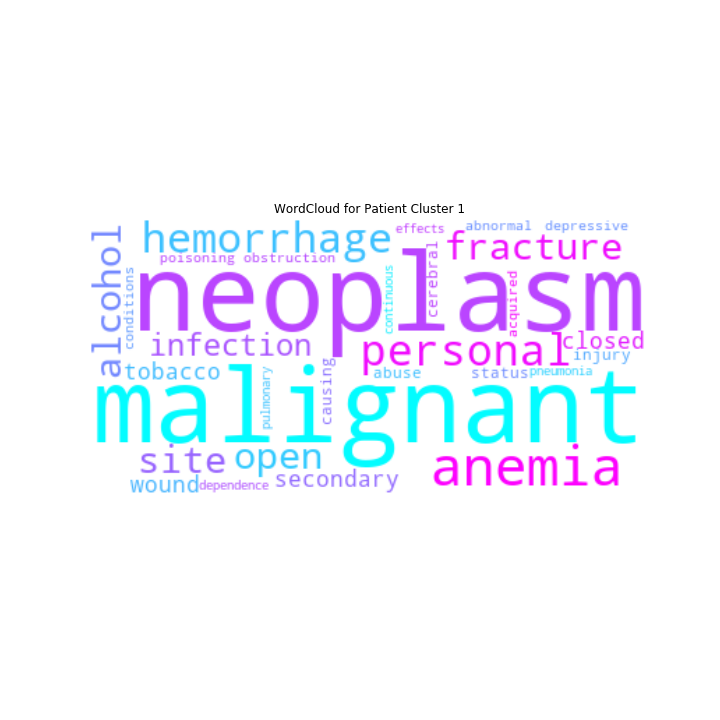 WordCloud for Patient Cluster 1
alcohol
hemorrhage
effects
abnormal
depressive
fracture
poisoning
obstruction
conditions
neoplasm
continuous
cerebral
acquired
infection
personal
closed
injury
tobacco
pulmonary
causing
abuse
status
pneumonia
malignant
site
open
anemia
wound
dependence
secondary